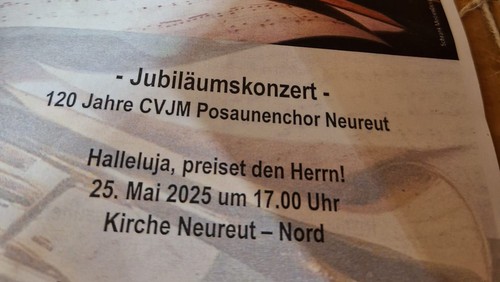 - Jubiläumskonzert -
120 Jahre CVJM Posaunenchor Neureut
Halleluja, preiset den Herrn!
25. Mai 2025 um 17.00 Uhr
Kirche Neureut – Nord